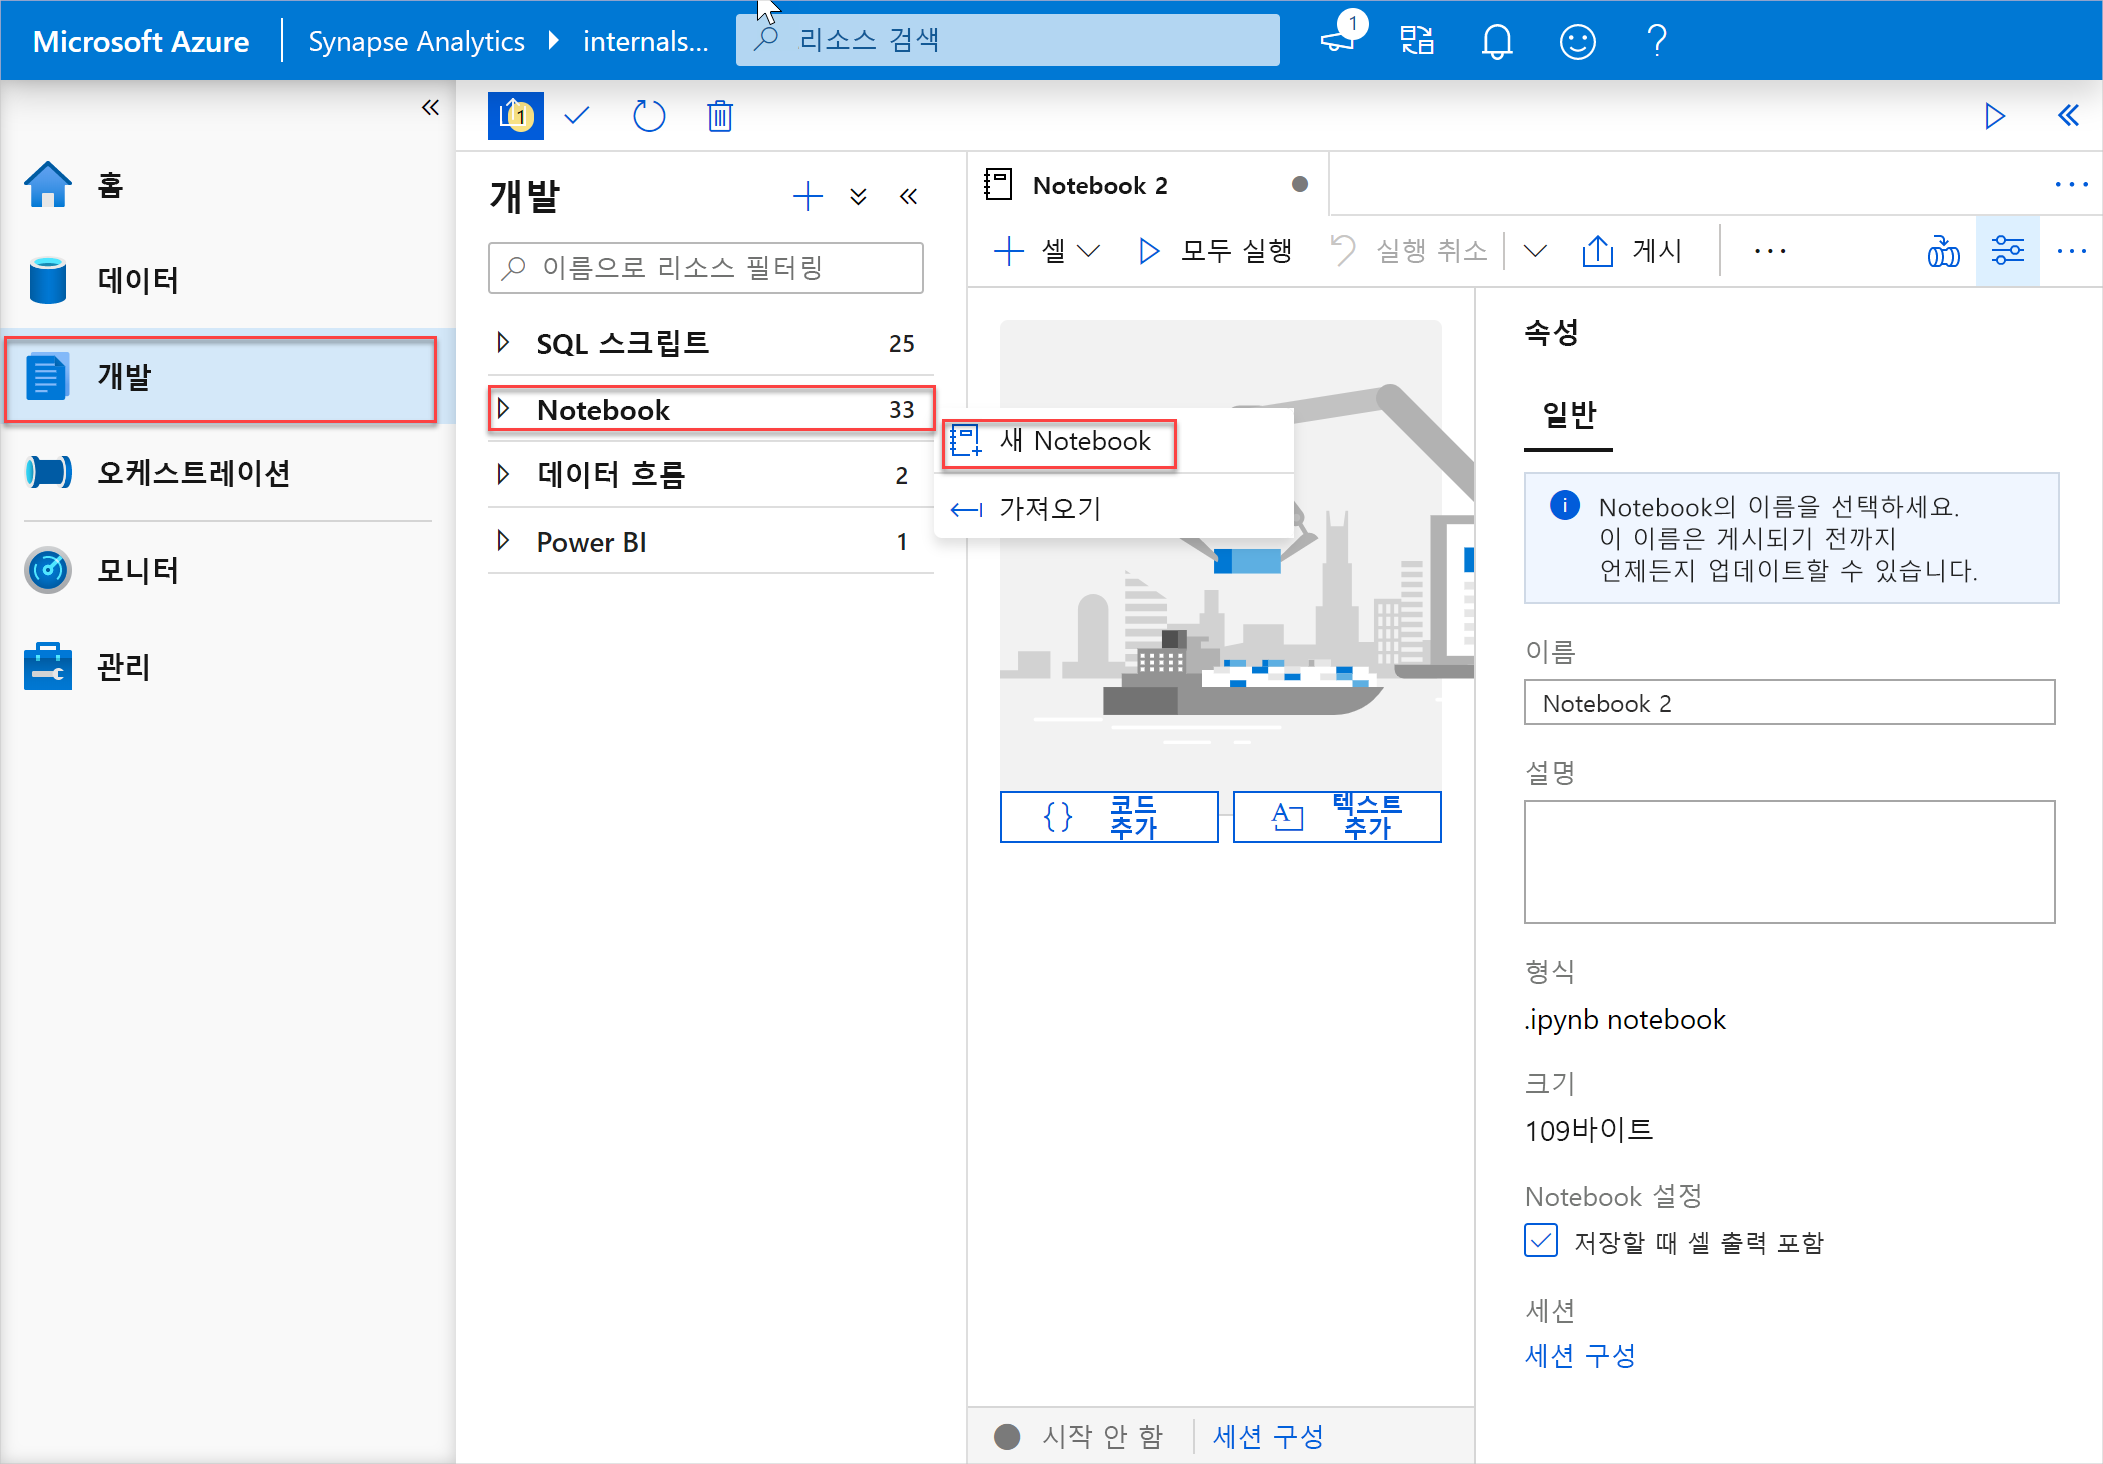 Microsoft Azure
Synapse Analytics
internals...
리소스 검색
1
1
홈
데이터
개발
오케스트레이션
모니터
관리
개발
이름으로 리소스 필터링
SQL 스크립트
25
Notebook
33
데이터 흐름
2
Power BI
1
새 Notebook
가져오기
Notebook 2
셀
모두 실행
실행 취소
게시
...
코드
추가
텍스트
추가
시작 안 함
세션 구성
속성
일반
Notebook의 이름을 선택하세요.
이 이름은 게시되기 전까지
언제든지 업데이트할 수 있습니다.
이름
Notebook 2
설명
형식
.ipynb notebook
크기
109바이트
Notebook 설정
저장할 때 셀 출력 포함
세션
세션 구성